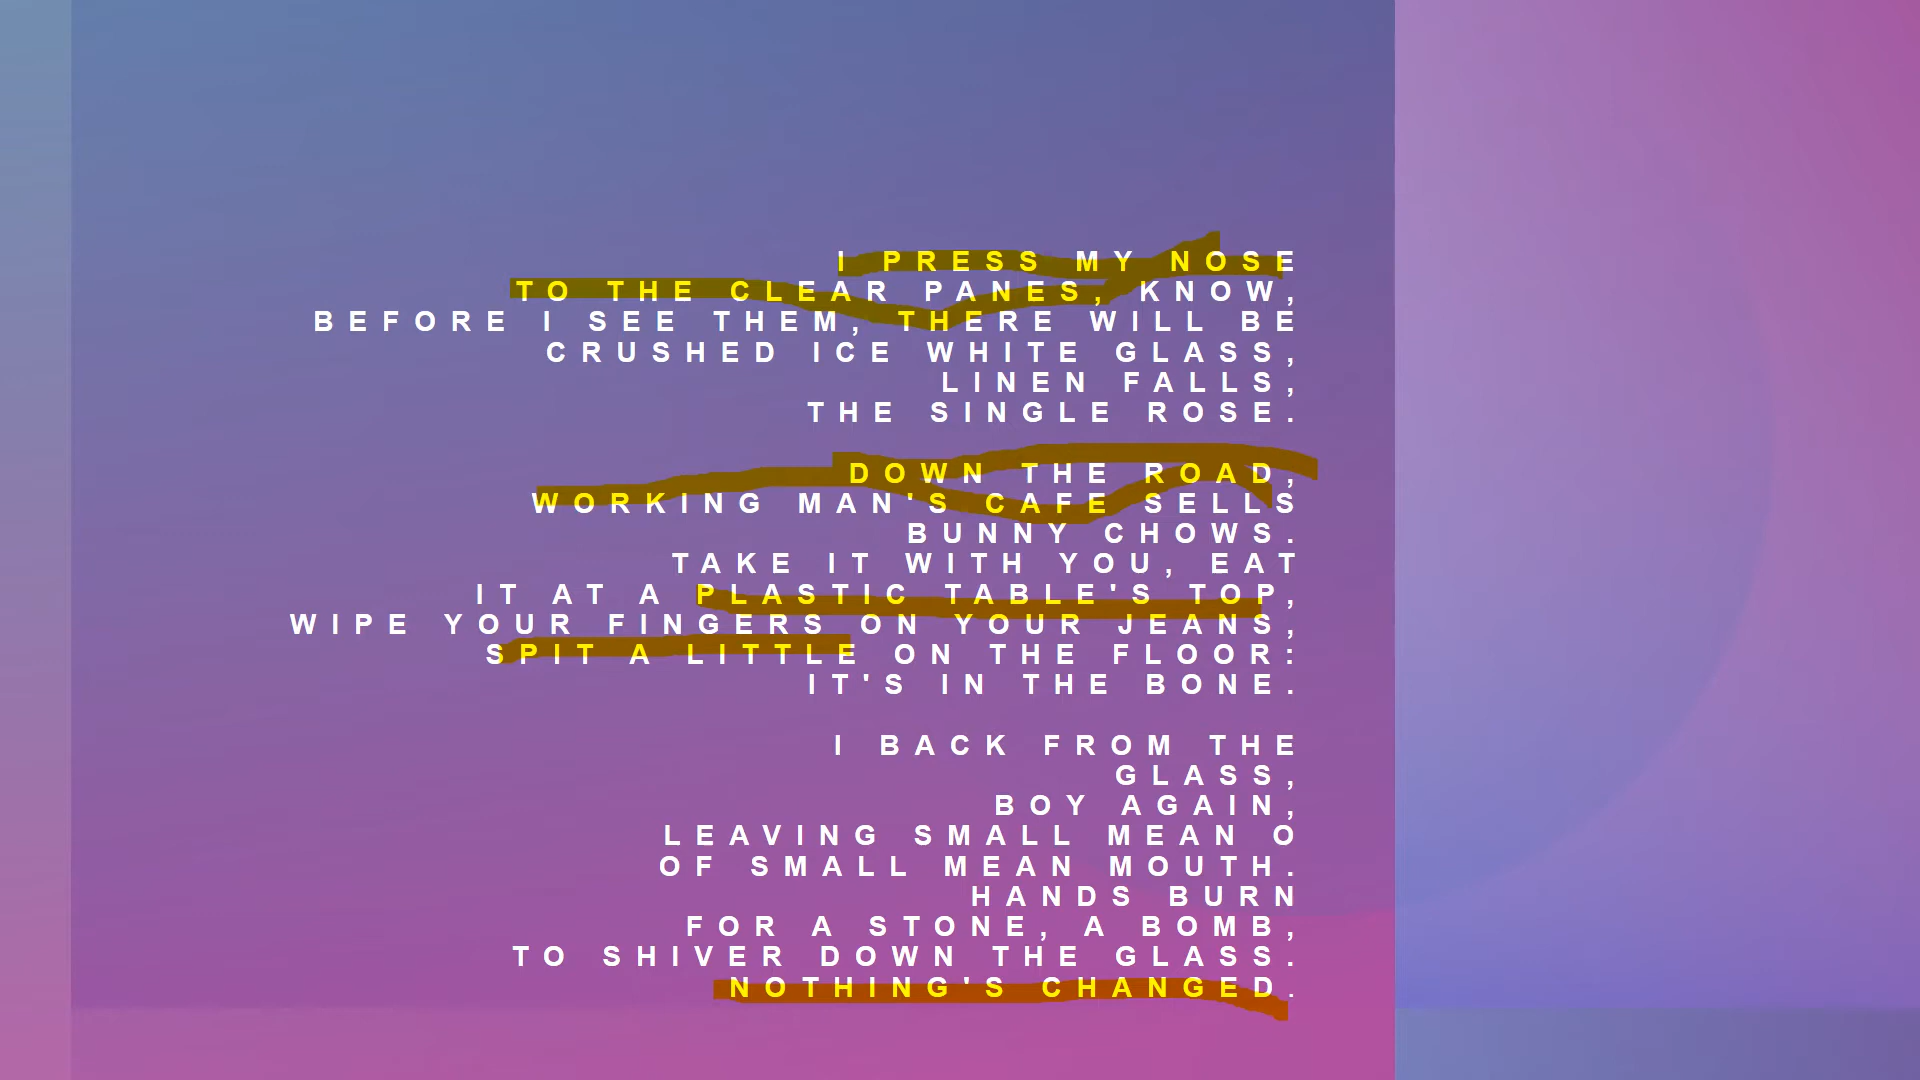 I PRESS MY NOSE
TO THE CLEAR PANES, KNOW,
BEFORE I SEE THEM, THERE WILL BE
CRUSHED ICE WHITE GLASS,
LINEN FALLS,
THE SINGLE ROSE.
DOWN THE ROAD,
WORKING MAN'S CAFE SELLS
BUNNY CHOWS.
TAKE IT WITH YOU, EAT
IT AT A PLASTIC TABLE'S TOP,
WIPE YOUR FINGERS ON YOUR JEANS,
SPIT A LITTLE ON THE FLOOR:
IT'S IN THE BONE.
I BACK FROM THE
GLASS,
BOY AGAIN,
LEAVING SMALL MEAN O
OF SMALL MEAN MOUTH.
HANDS BURN
FOR A STONE, A BOMB,
TO SHIVER DOWN THE GLASS.
NOTHING'S CHANGED.